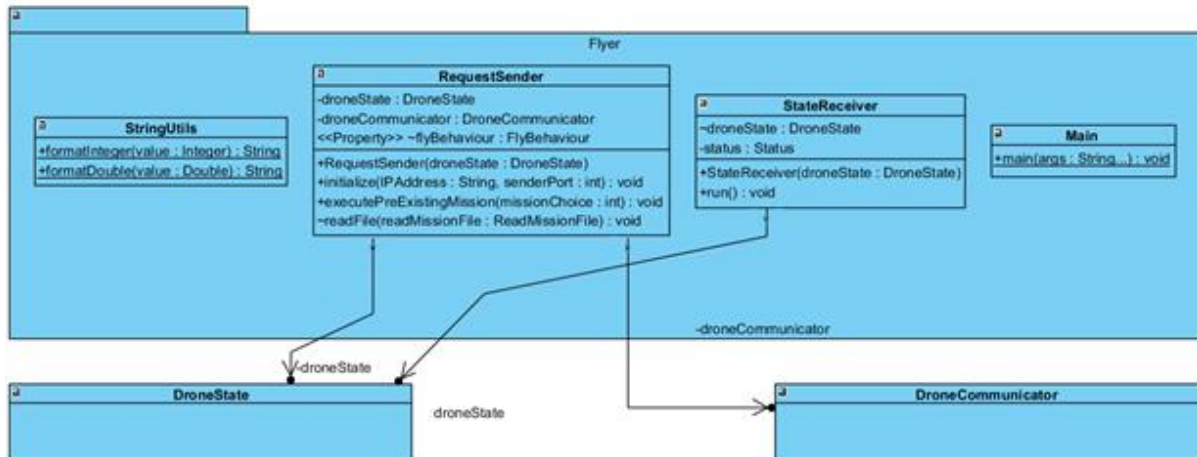 Flyer
StringUtils
+formatInteger(value : Integer) : String
+formatDouble(value : Double) : String
RequestSender
-droneState : DroneState
-droneCommunicator : DroneCommunicator
<<Property>> ~flyBehaviour : FlyBehaviour
+RequestSender(droneState : DroneState)
+initialize(IPAddress : String, senderPort : int) : void
+executePreExistingMission(missionChoice : int) : void
~readFile(readMissionFile : ReadMissionFile) : void
StateReceiver
~droneState : DroneState
-status : Status
+StateReceiver(droneState : DroneState)
+run() : void
Main
+main(args : String...) : void
-droneCommunicator
-droneState
DroneState
droneState
DroneCommunicator